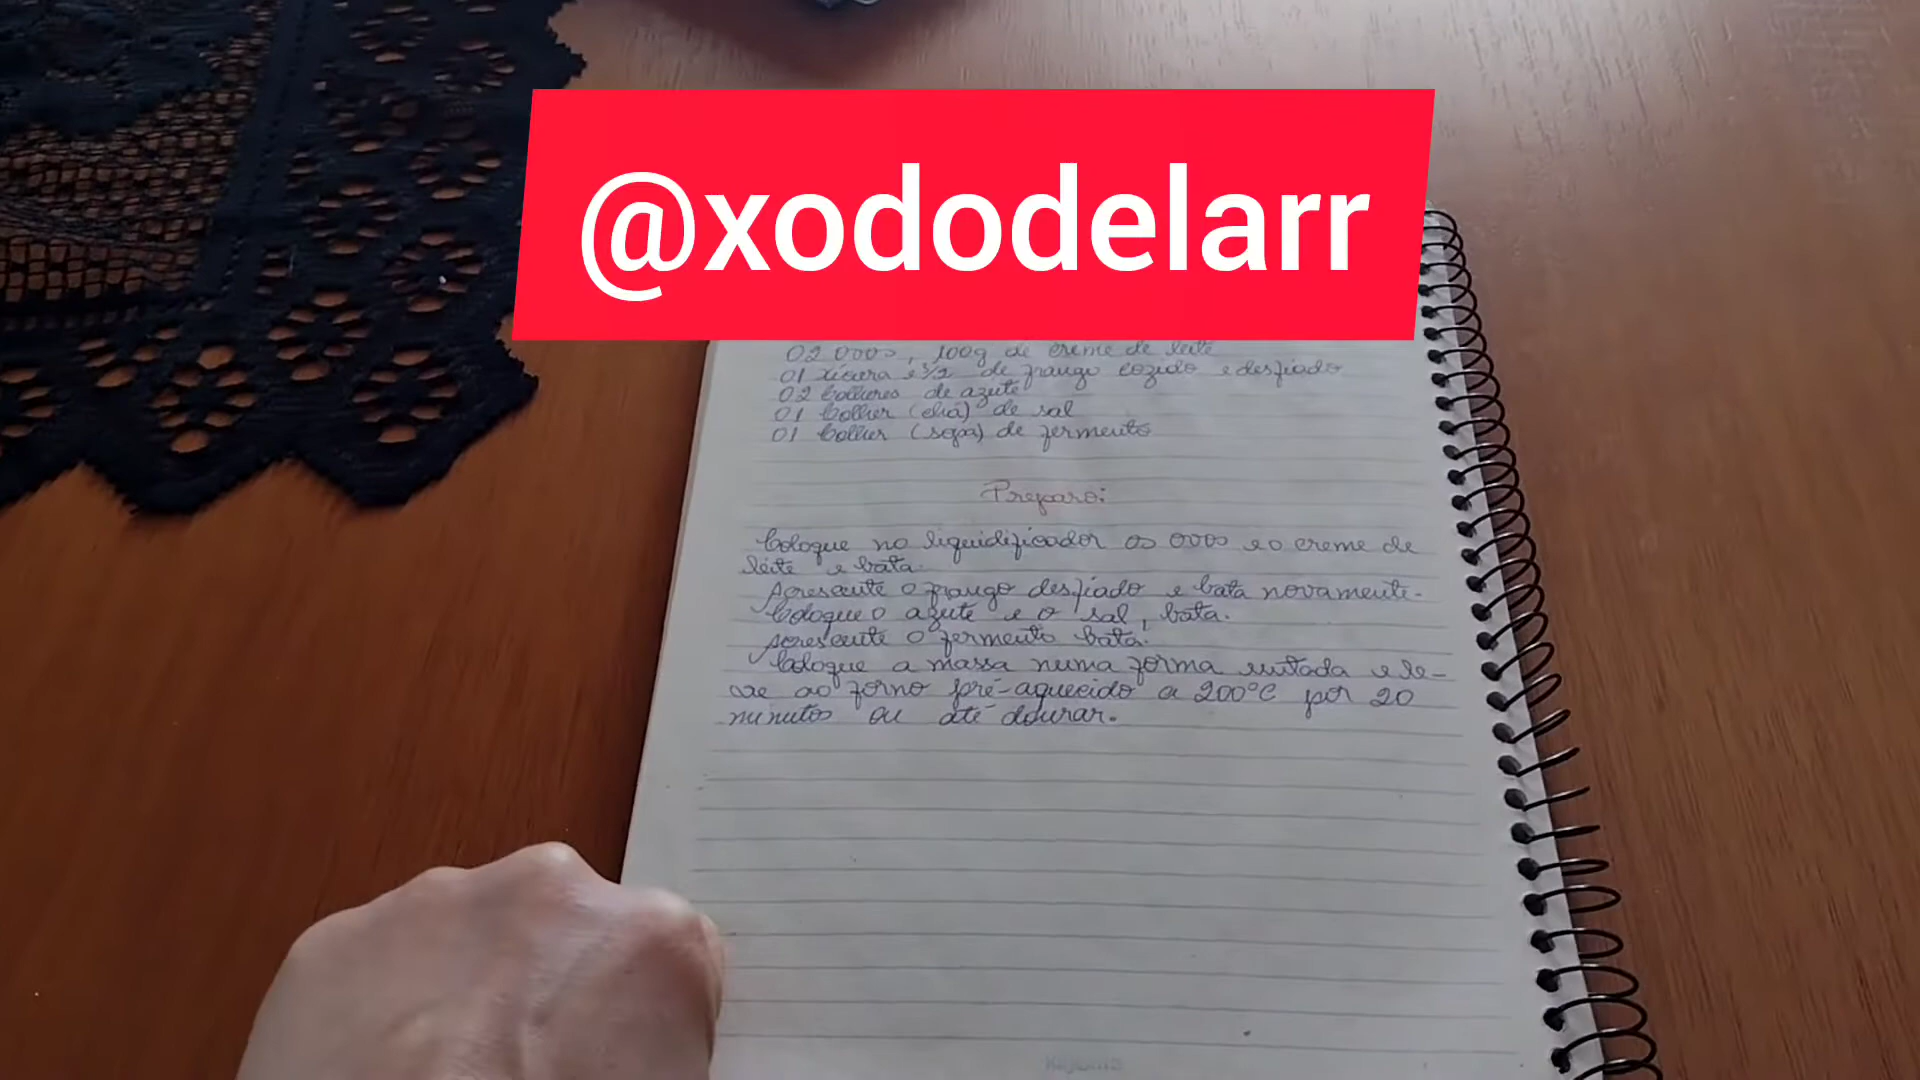 @xododelarr
02 ovos, 100g de creme de leite
01 xícara e 1/2 de frango cozido e desfiado
02 Colheres de azeite
01 Colher (chá) de sal
01 Colher (sopa) de fermento
Preparo:
Coloque no liquidificador os ovos e o creme de
leite e bata.
Acrescente o frango desfiado e bata novamente.
Coloque o azeite e o sal, bata.
Acrescente o fermento bata.
Coloque a massa numa forma untada e le-
ve ao forno pré-aquecido a 200°C por 20
minutos ou até dourar.